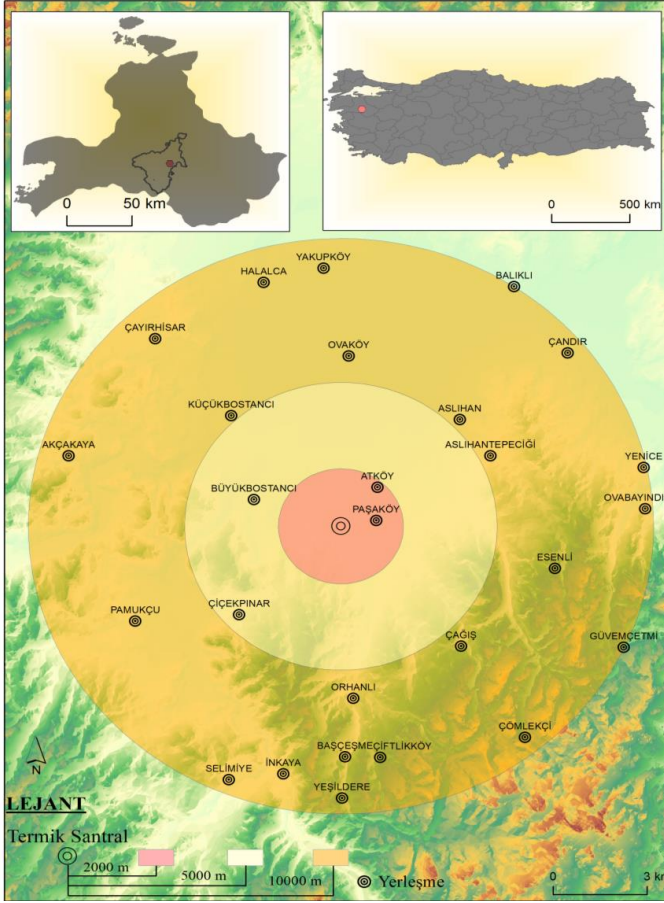 0 50 km
0 500 km
YAKUPKÖY
HALALCA
BALIKLI
ÇAYIRHİSAR
OVAKÖY
ÇANDIR
KÜÇÜKBOSTANCI
ASLIHAN
AKÇAKAYA
ASLIHANTEPECİĞİ
YENİCE
ATKÖY
BÜYÜKBOSTANCI
OVABAYINDI
PAŞAKÖY
ESENLİ
PAMUKÇU
ÇİÇEKPINAR
ÇAĞIŞ
GÜVEMÇETMİ
ORHANLI
ÇÖMLEKÇİ
BAŞÇEŞMEÇİFTLİKKÖY
SELİMİYE
İNKAYA
YEŞİLDERE
N
LEJANT
Termik Santral
2000 m
5000 m
10000 m
Yerleşme
0 3 km